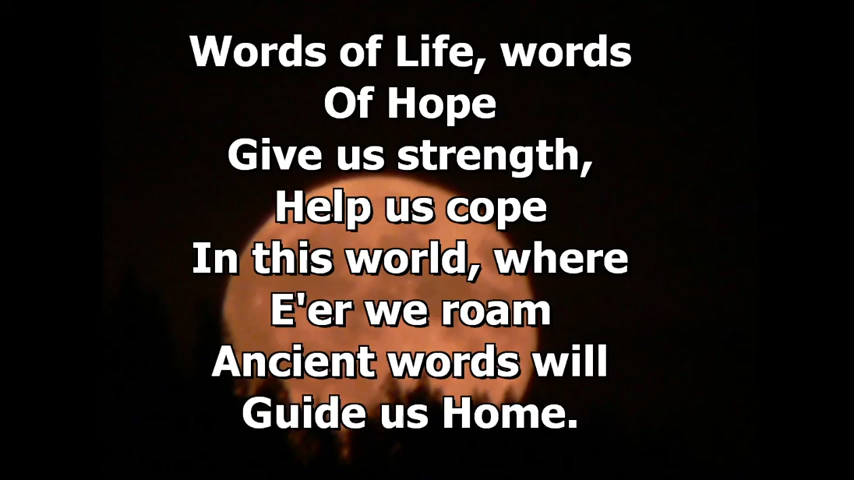 Words of Life, words
Of Hope
Give us strength,
Help us cope
In this world, where
E'er we roam
Ancient words will
Guide us Home.